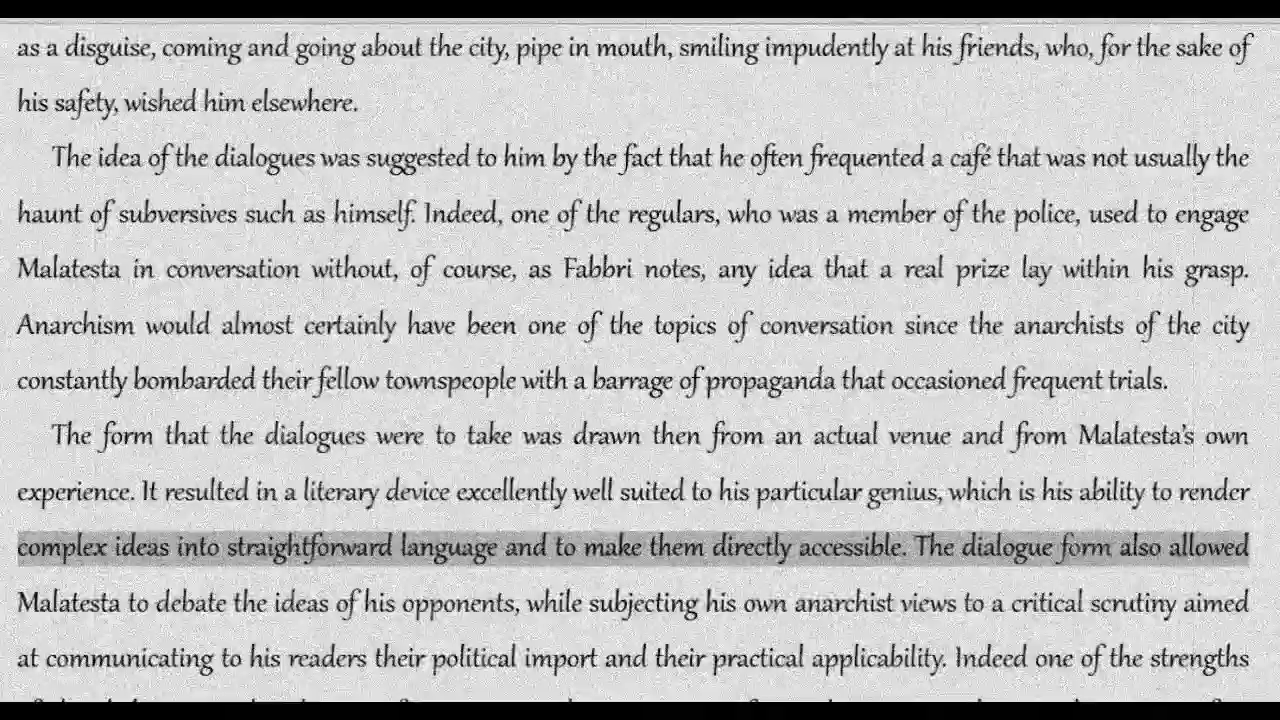 as a disguise, coming and going about the city, pipe in mouth, smiling impudently at his friends, who, for the sake of
his safety, wished him elsewhere.
The idea of the dialogues was suggested to him by the fact that he often frequented a café that was not usually the
haunt of subversives such as himself. Indeed, one of the regulars, who was a member of the police, used to engage
Malatesta in conversation without, of course, as Fabbri notes, any idea that a real prize lay within his grasp.
Anarchism would almost certainly have been one of the topics of conversation since the anarchists of the city
constantly bombarded their fellow townspeople with a barrage of propaganda that occasioned frequent trials.
The form that the dialogues were to take was drawn then from an actual venue and from Malatesta's own
experience. It resulted in a literary device excellently well suited to his particular genius, which is his ability to render
complex ideas into straightforward language and to make them directly accessible. The dialogue form also allowed
Malatesta to debate the ideas of his opponents, while subjecting his own anarchist views to a critical scrutiny aimed
at communicating to his readers their political import and their practical applicability. Indeed one of the strengths